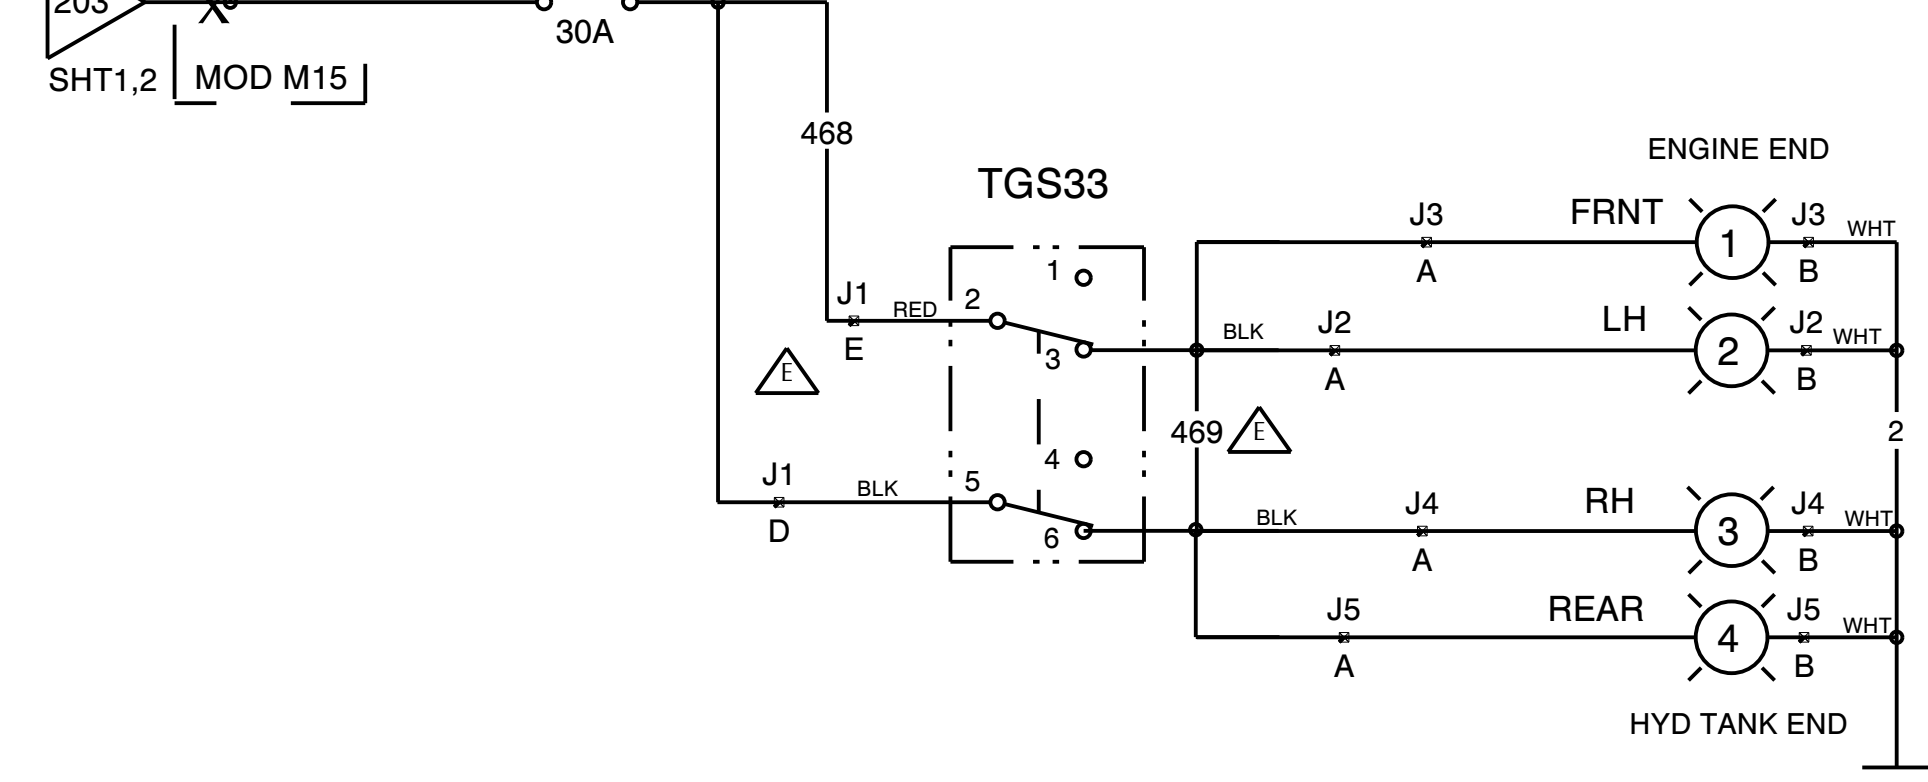 203
X
30A
SHT1,2
MOD M15
468
ENGINE END
TGS33
J3
FRNT
1
J3
WHT
A
B
1
J1
RED
2
E
3
BLK
J2
LH
2
J2
WHT
A
B
E
469
E
2
4
J1
BLK
5
D
6
BLK
J4
RH
3
J4
WHT
A
B
J5
REAR
4
J5
WHT
A
B
HYD TANK END